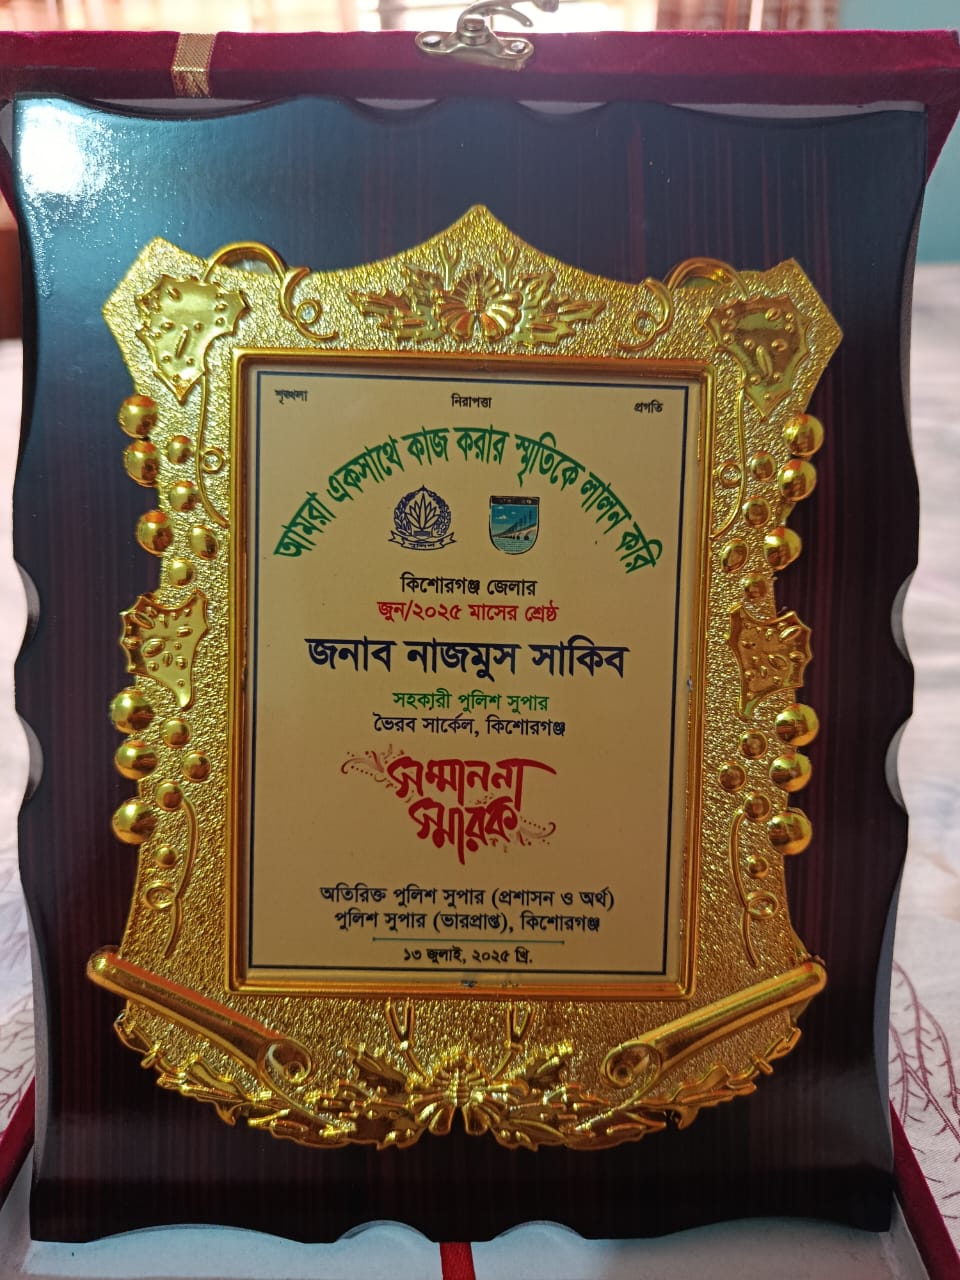 শৃঙ্খলা নিরাপত্তা প্রগতি
আমরা একসাথে কাজ করার স্মৃতিকে লালন করি
পুলিশ
কিশোরগঞ্জ জেলার
জুন/২০২৫ মাসের শ্রেষ্ঠ
জনাব নাজমুস সাকিব
সহকারী পুলিশ সুপার
ভৈরব সার্কেল, কিশোরগঞ্জ
সম্মাননা
স্মারক
অতিরিক্ত পুলিশ সুপার (প্রশাসন ও অর্থ)
পুলিশ সুপার (ভারপ্রাপ্ত), কিশোরগঞ্জ
১৩ জুলাই, ২০২৫ খ্রি.